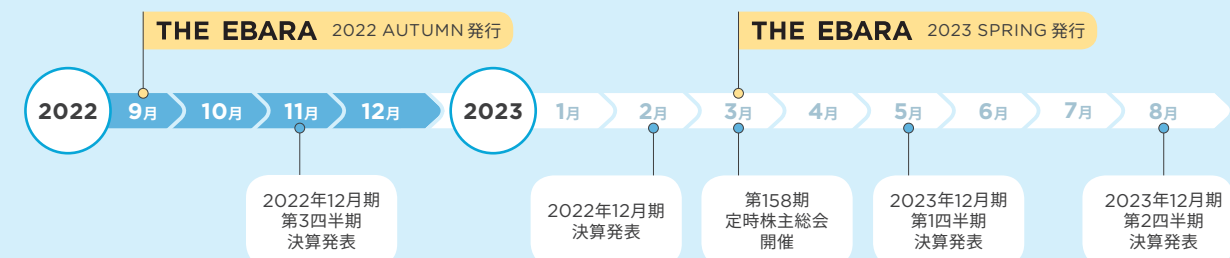 THE EBARA 2022 AUTUMN 発行
THE EBARA 2023 SPRING 発行
2022 9月 10月 11月 12月 2023 1月 2月 3月 4月 5月 6月 7月 8月
2022年12月期
第3四半期
決算発表
2022年12月期
決算発表
第158期
定時株主総会
開催
2023年12月期
第1四半期
決算発表
2023年12月期
第2四半期
決算発表